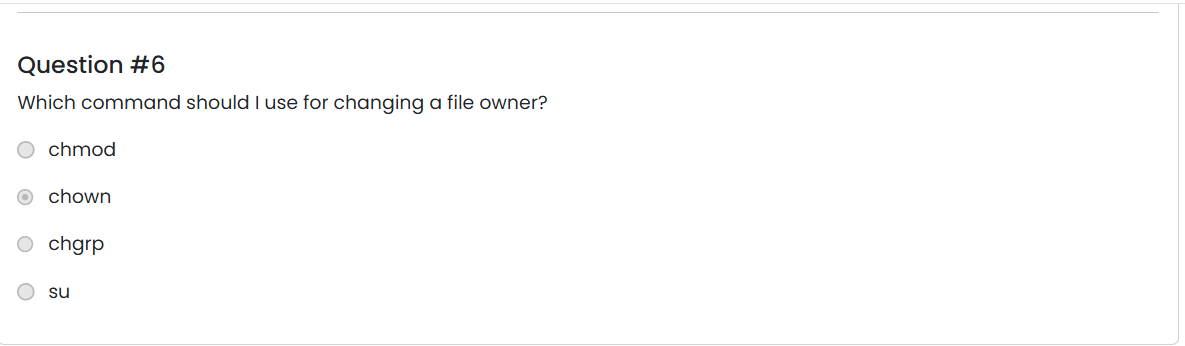 Question #6
Which command should I use for changing a file owner?
chmod
chown
chgrp
su